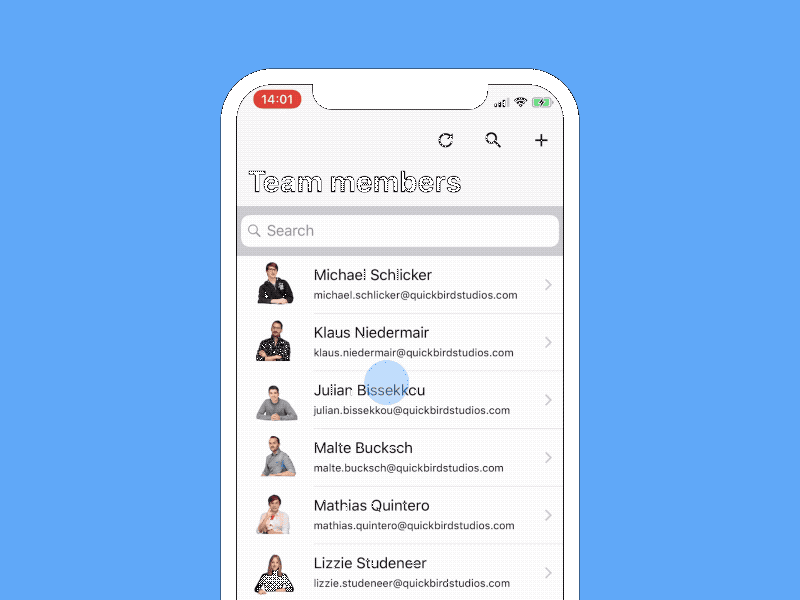 14:01
Team members
Search
Michael Schlicker
michael.schlicker@quickbirdstudios.com
Klaus Niedermair
klaus.niedermair@quickbirdstudios.com
Julian Bissekkou
julian.bissekkou@quickbirdstudios.com
Malte Bucksch
malte.bucksch@quickbirdstudios.com
Mathias Quintero
mathias.quintero@quickbirdstudios.com
Lizzie Studeneer
lizzie.studeneer@quickbirdstudios.com